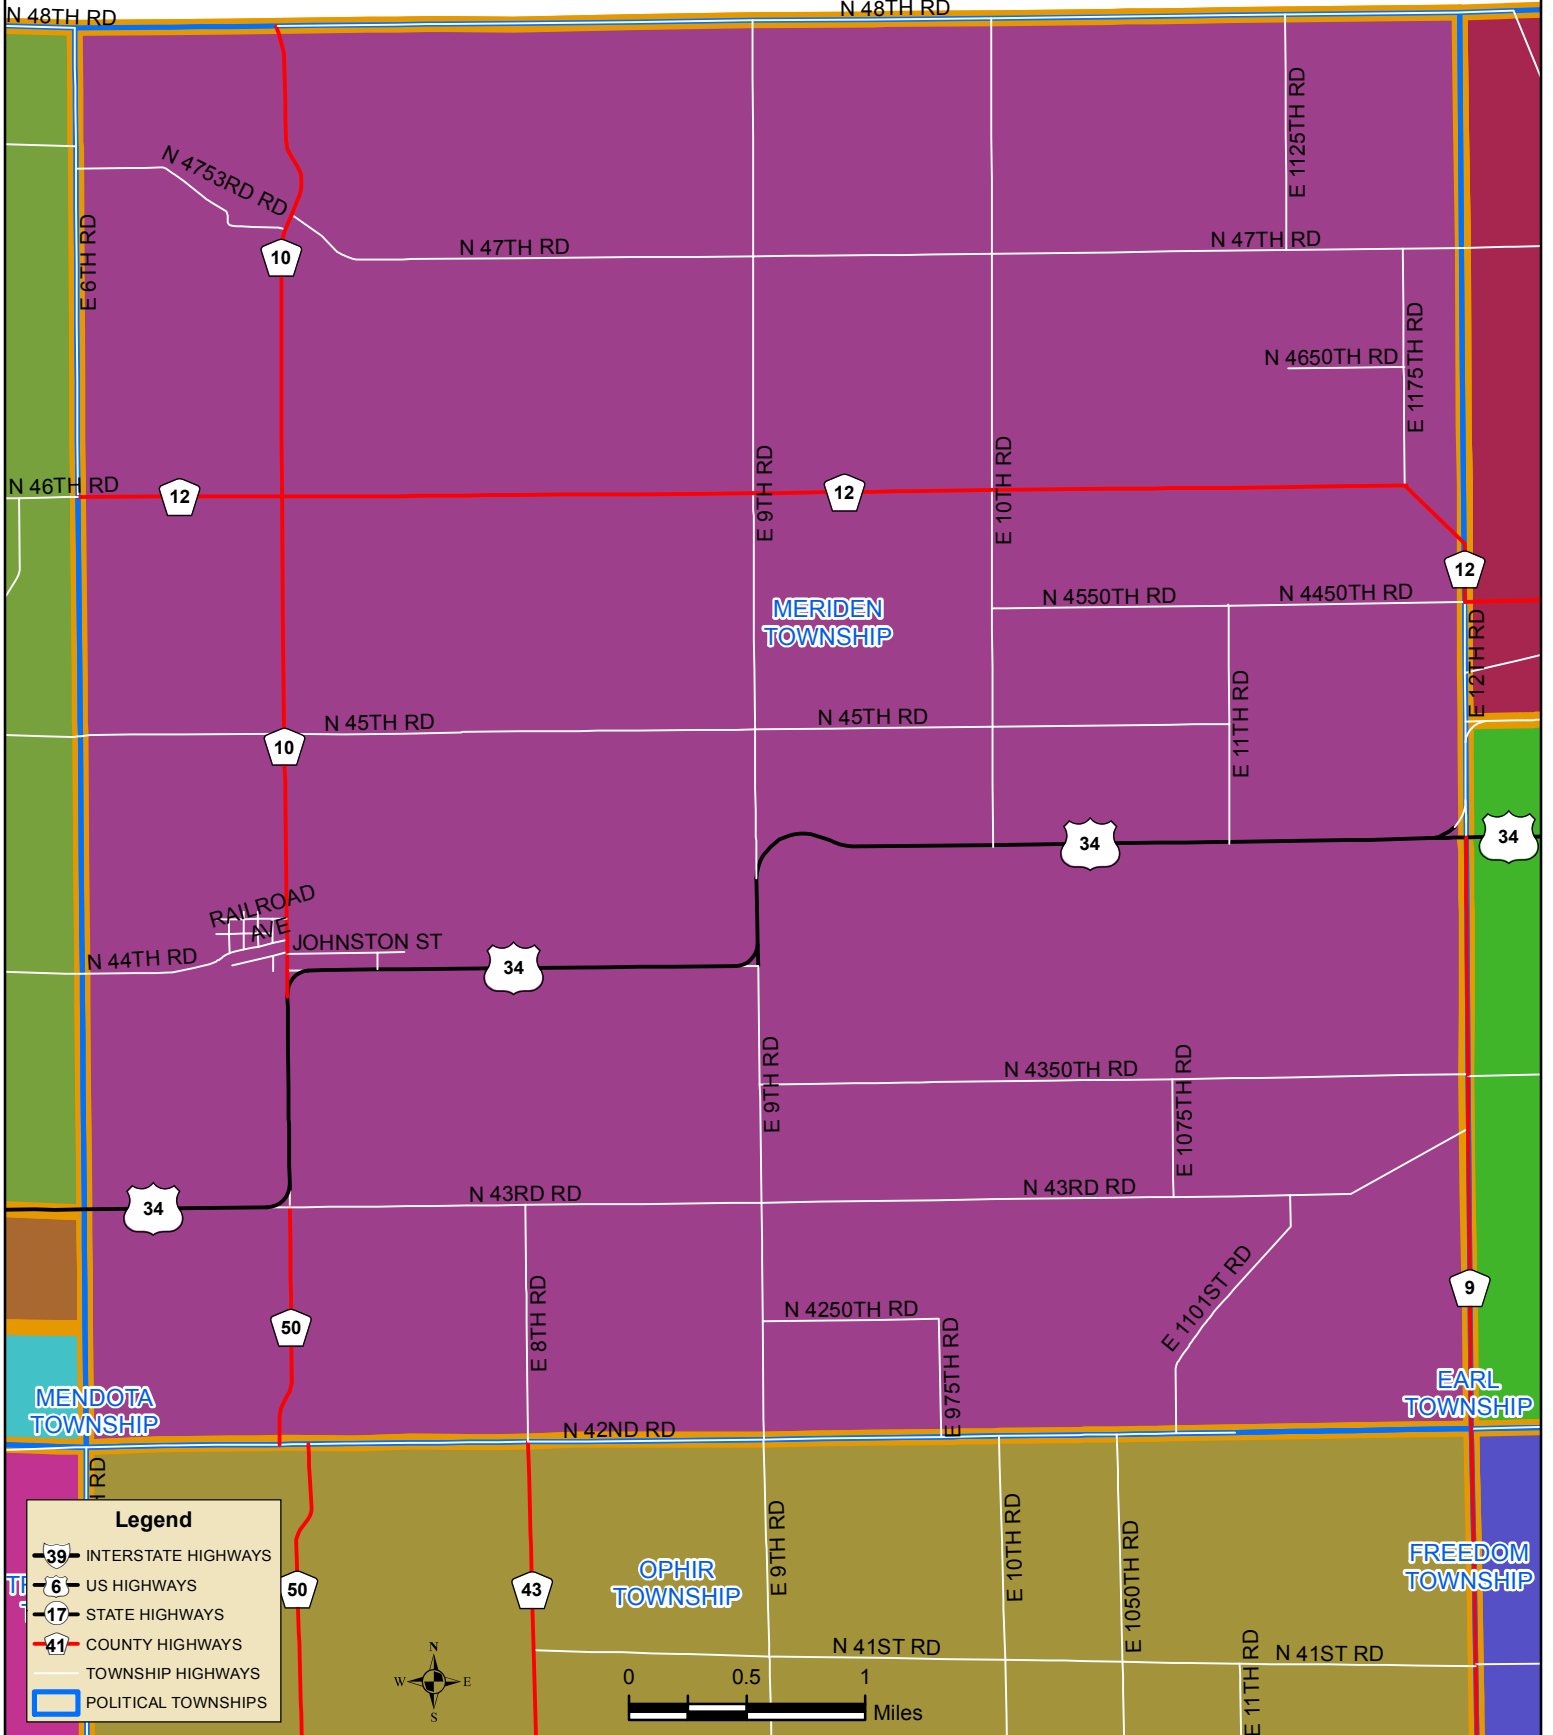 N 48TH RD
N 48TH RD
E 1125TH RD
N 4753RD RD
E 6TH RD
10
N 47TH RD
N 47TH RD
E 1175TH RD
N 4650TH RD
E 9TH RD
E 10TH RD
N 46TH RD
12
12
12
N 4550TH RD
N 4450TH RD
MERIDEN
TOWNSHIP
E 12TH RD
E 11TH RD
N 45TH RD
N 45TH RD
10
34
34
RAILROAD
AVE
JOHNSTON ST
N 44TH RD
34
E 9TH RD
N 4350TH RD
E 1075TH RD
N 43RD RD
N 43RD RD
34
E 1101ST RD
9
E 8TH RD
N 4250TH RD
E 975TH RD
50
MENDOTA
TOWNSHIP
EARL
TOWNSHIP
N 42ND RD
RD
E 9TH RD
E 10TH RD
E 1050TH RD
OPHIR
TOWNSHIP
FREEDOM
TOWNSHIP
50
43
N 41ST RD
N 41ST RD
E 11TH RD
Legend
39 INTERSTATE HIGHWAYS
6 US HIGHWAYS
17 STATE HIGHWAYS
41 COUNTY HIGHWAYS
TOWNSHIP HIGHWAYS
POLITICAL TOWNSHIPS
N
W E
S
0 0.5 1
Miles